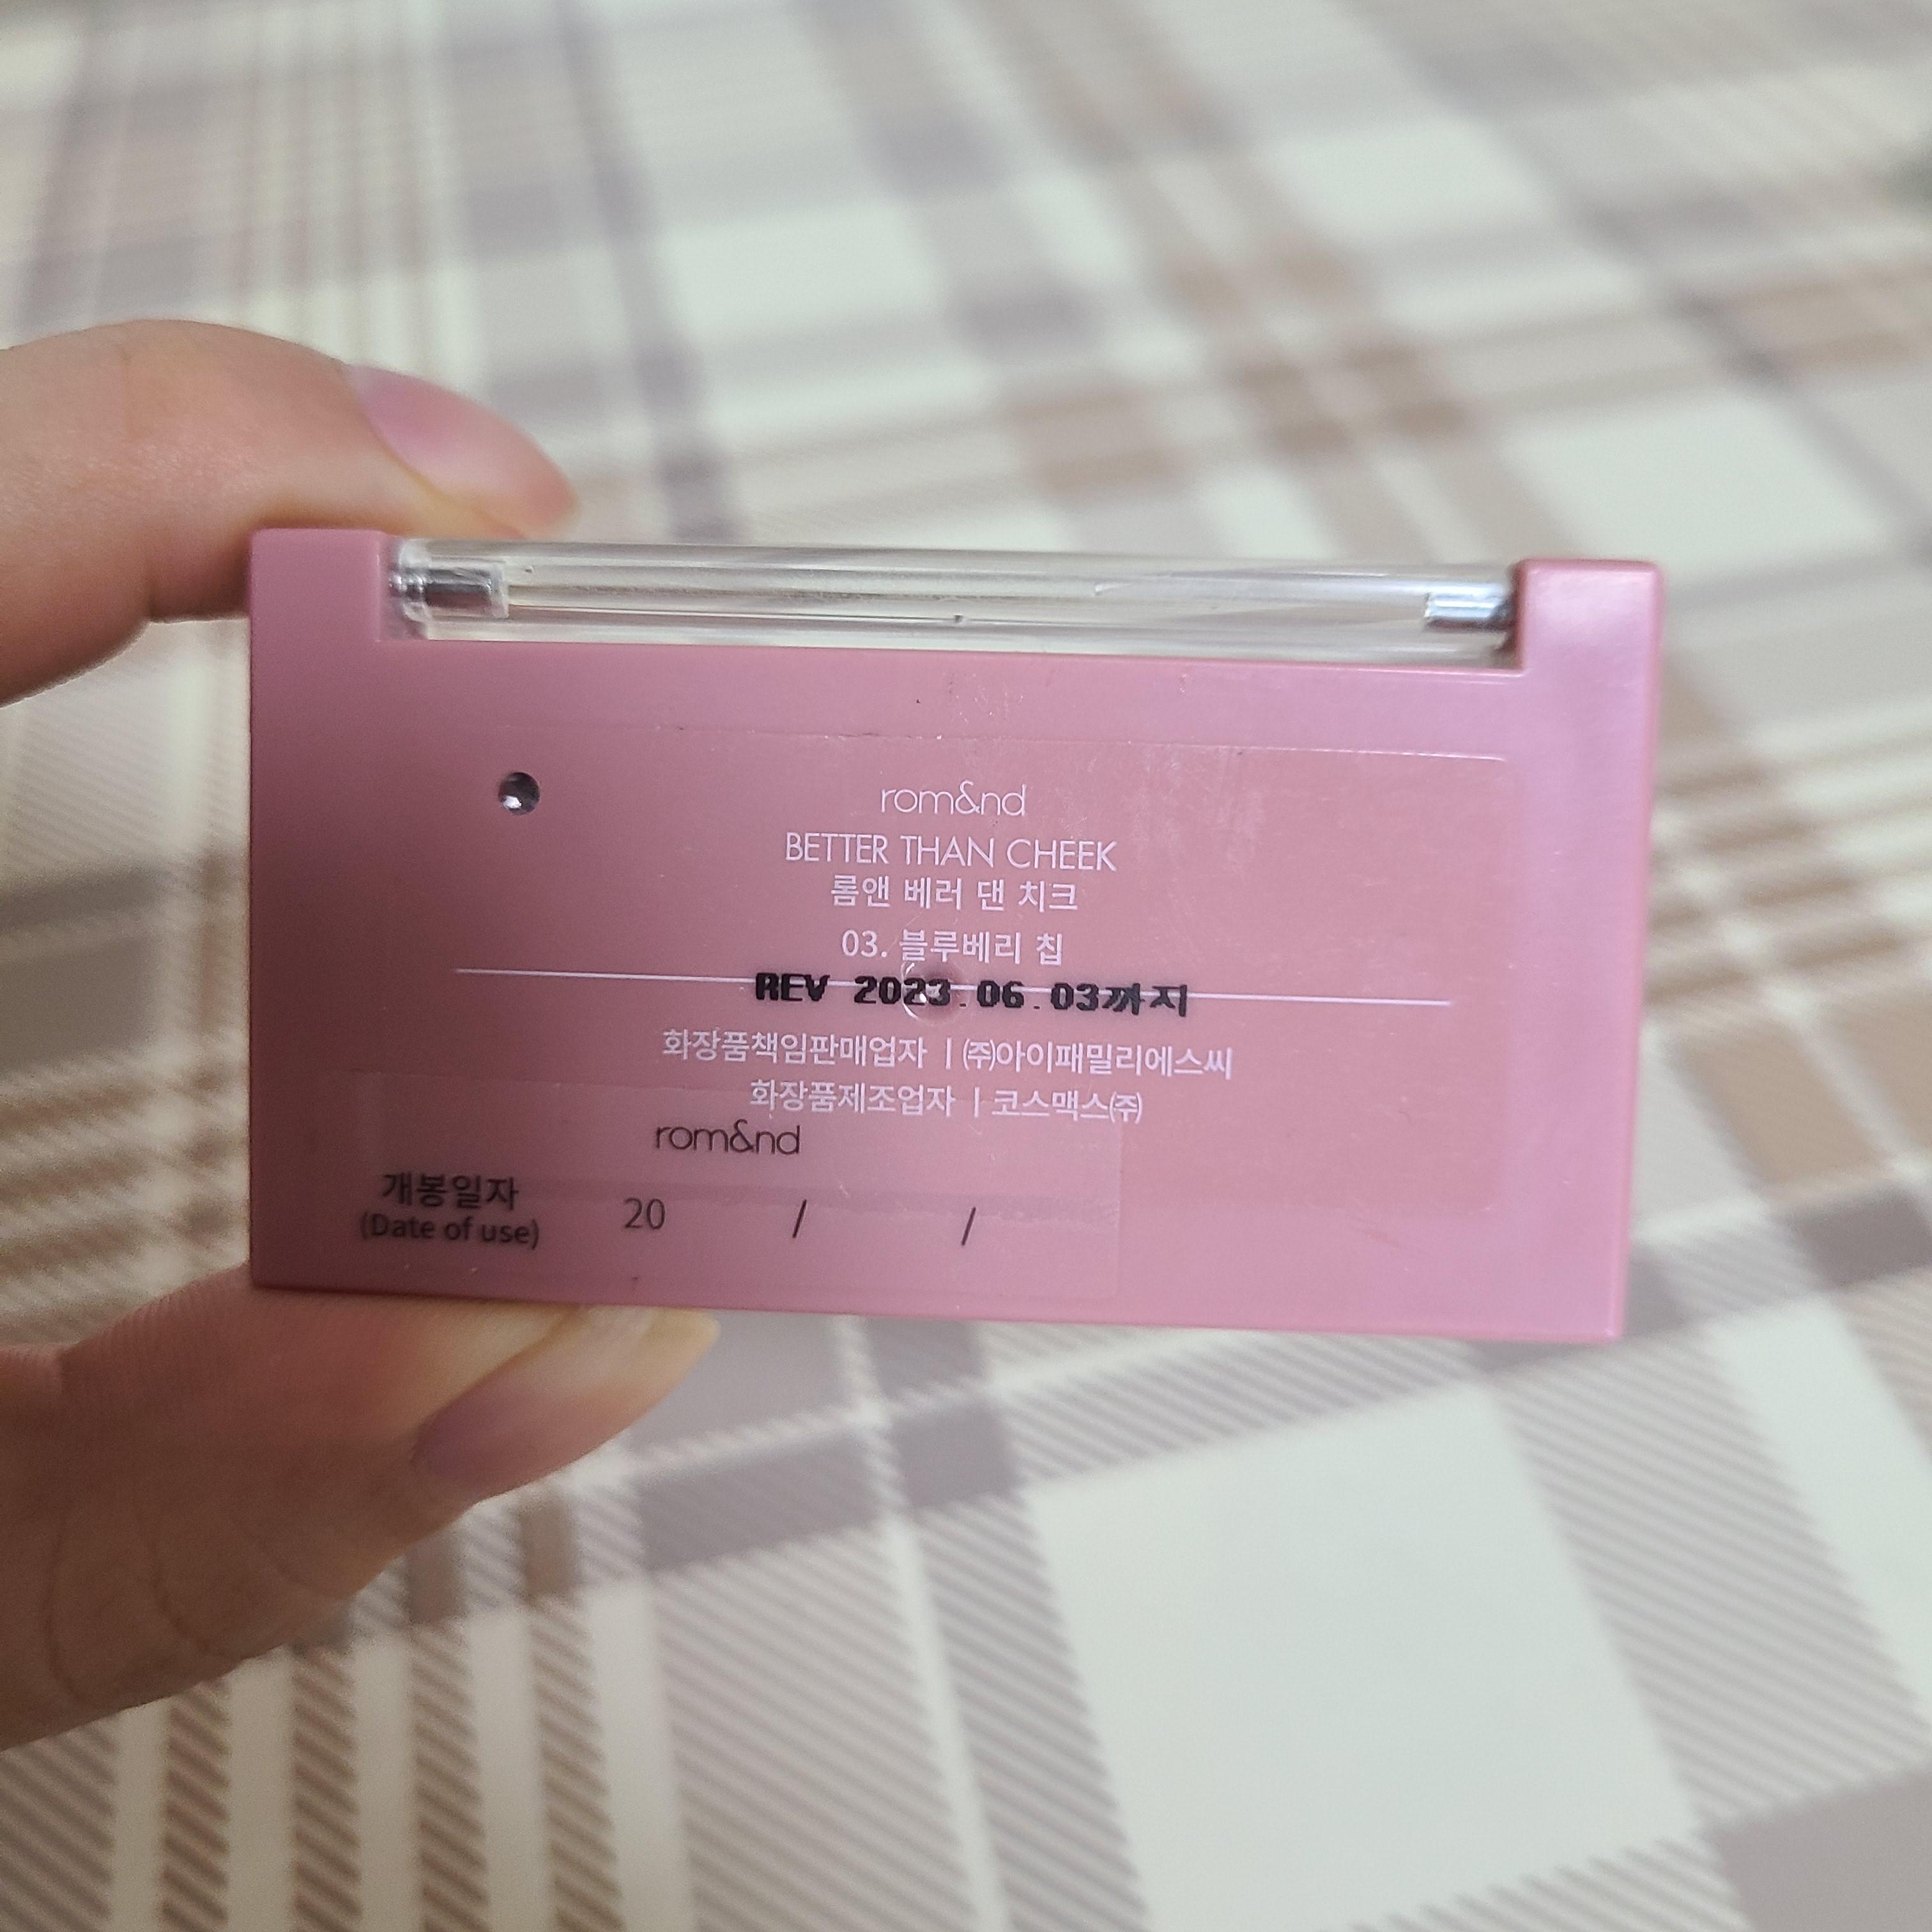 rom&nd
BETTER THAN CHEEK
롬앤 베러 댄 치크
03. 블루베리 칩
REV 2023.06.03까지
화장품책임판매업자 | ㈜아이패밀리에스씨
화장품제조업자 | 코스맥스㈜
rom&nd
개봉일자 20 / /
(Date of use)